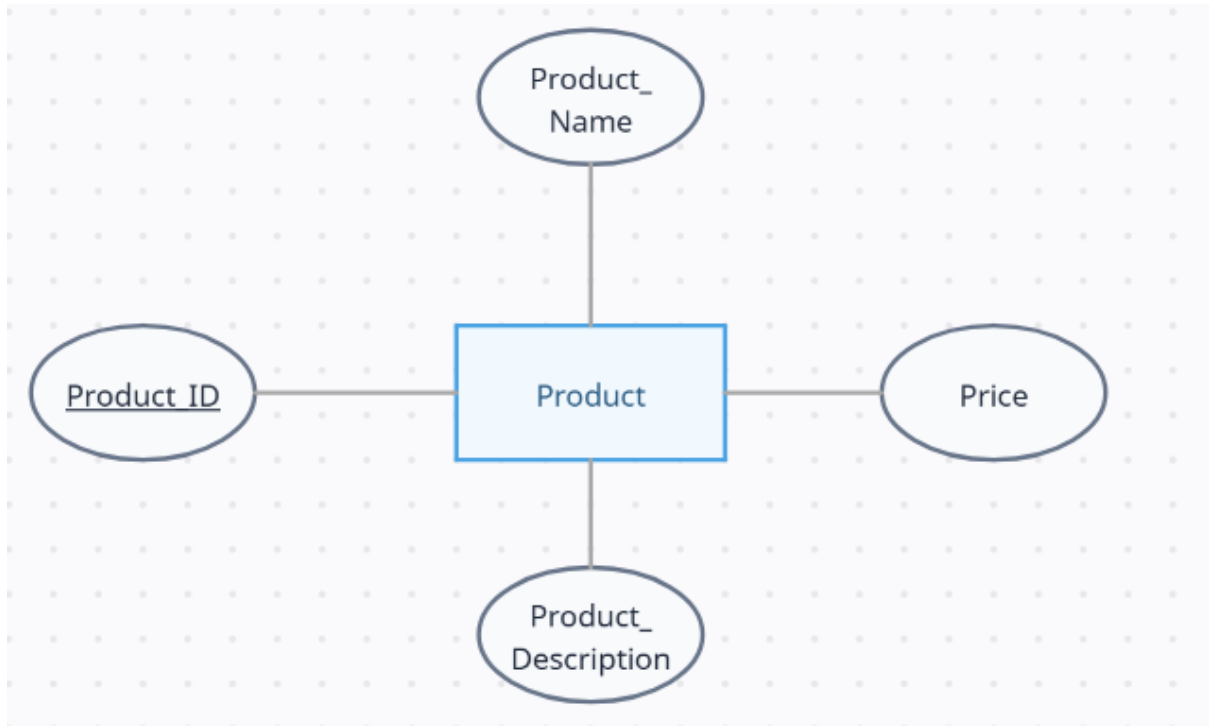 Product_
Name
Product_ID
Product
Price
Product_
Description